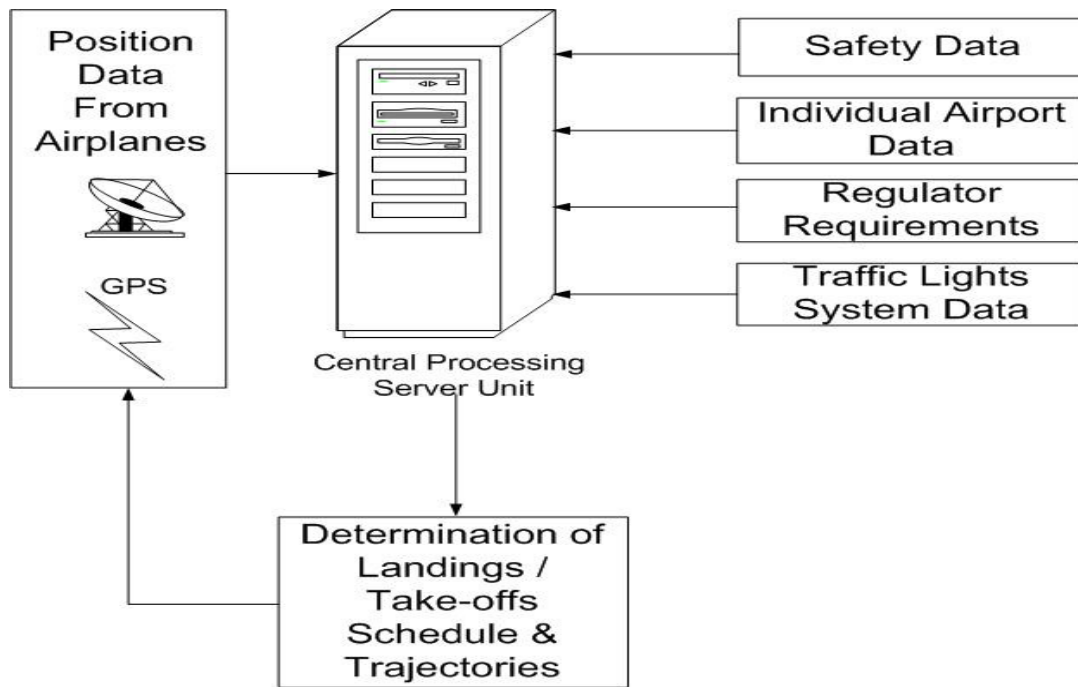 Position
Data
From
Airplanes
GPS
Central Processing
Server Unit
Safety Data
Individual Airport
Data
Regulator
Requirements
Traffic Lights
System Data
Determination of
Landings /
Take-offs
Schedule &
Trajectories